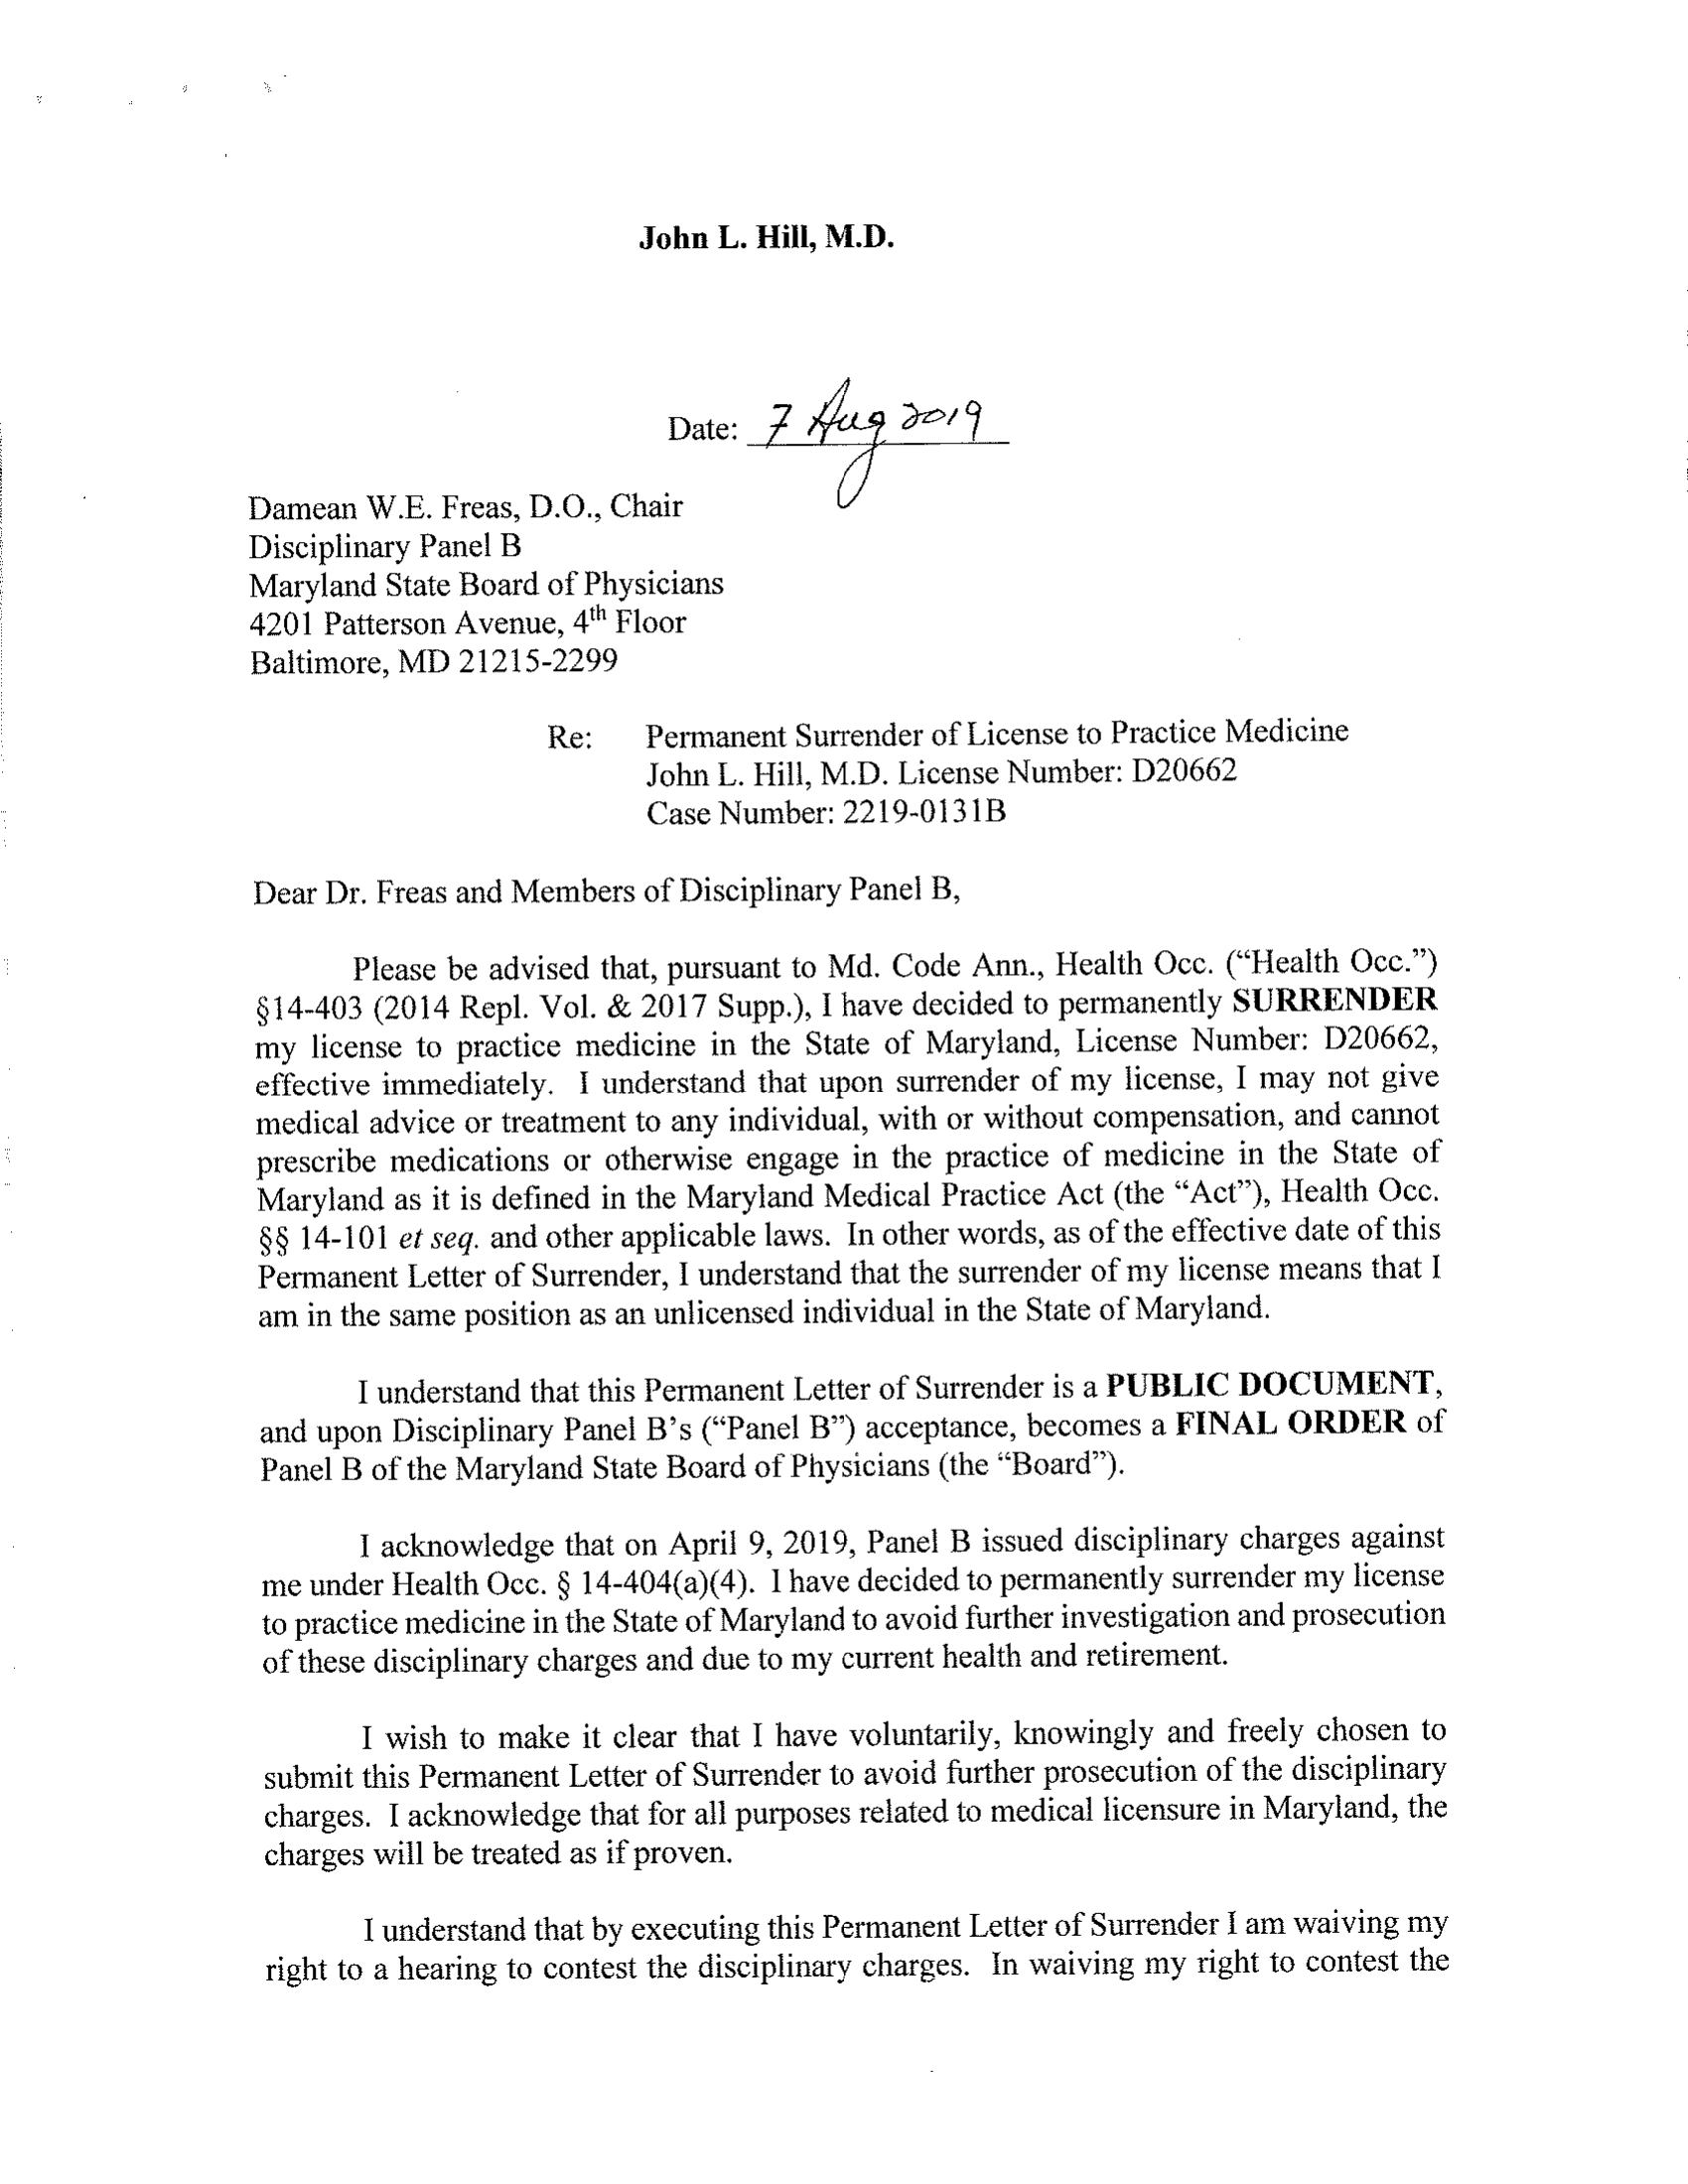 John L. Hill, M.D.
Date: 7 Aug 2019
Damean W.E. Freas, D.O., Chair
Disciplinary Panel B
Maryland State Board of Physicians
4201 Patterson Avenue, 4th Floor
Baltimore, MD 21215-2299
Re: Permanent Surrender of License to Practice Medicine
John L. Hill, M.D. License Number: D20662
Case Number: 2219-0131B
Dear Dr. Freas and Members of Disciplinary Panel B,
Please be advised that, pursuant to Md. Code Ann., Health Occ. (“Health Occ.”)
§14-403 (2014 Repl. Vol. & 2017 Supp.), I have decided to permanently SURRENDER
my license to practice medicine in the State of Maryland, License Number: D20662,
effective immediately. I understand that upon surrender of my license, I may not give
medical advice or treatment to any individual, with or without compensation, and cannot
prescribe medications or otherwise engage in the practice of medicine in the State of
Maryland as it is defined in the Maryland Medical Practice Act (the “Act”), Health Occ.
§§ 14-101 et seq. and other applicable laws. In other words, as of the effective date of this
Permanent Letter of Surrender, I understand that the surrender of my license means that I
am in the same position as an unlicensed individual in the State of Maryland.
I understand that this Permanent Letter of Surrender is a PUBLIC DOCUMENT,
and upon Disciplinary Panel B’s (“Panel B”) acceptance, becomes a FINAL ORDER of
Panel B of the Maryland State Board of Physicians (the “Board”).
I acknowledge that on April 9, 2019, Panel B issued disciplinary charges against
me under Health Occ. § 14-404(a)(4). I have decided to permanently surrender my license
to practice medicine in the State of Maryland to avoid further investigation and prosecution
of these disciplinary charges and due to my current health and retirement.
I wish to make it clear that I have voluntarily, knowingly and freely chosen to
submit this Permanent Letter of Surrender to avoid further prosecution of the disciplinary
charges. I acknowledge that for all purposes related to medical licensure in Maryland, the
charges will be treated as if proven.
I understand that by executing this Permanent Letter of Surrender I am waiving my
right to a hearing to contest the disciplinary charges. In waiving my right to contest the